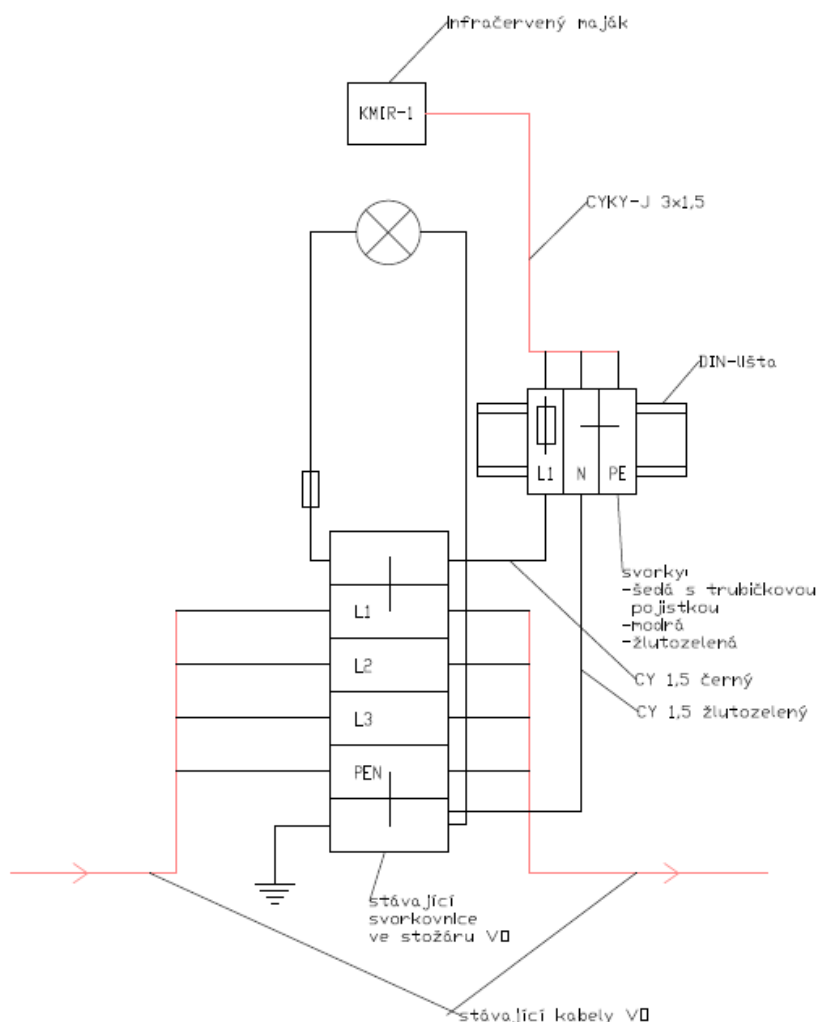 Infračervený maják
KMIR-1
CYKY-J 3x1,5
DIN-lišta
L1 N PE
svorky:
-šedá s trubičkovou
pojistkou
-modrá
-žlutozelená
L1
L2
L3
PEN
CY 1,5 černý
CY 1,5 žlutozelený
stávající
svorkovnice
ve stožáru VO
stávající kabely VO